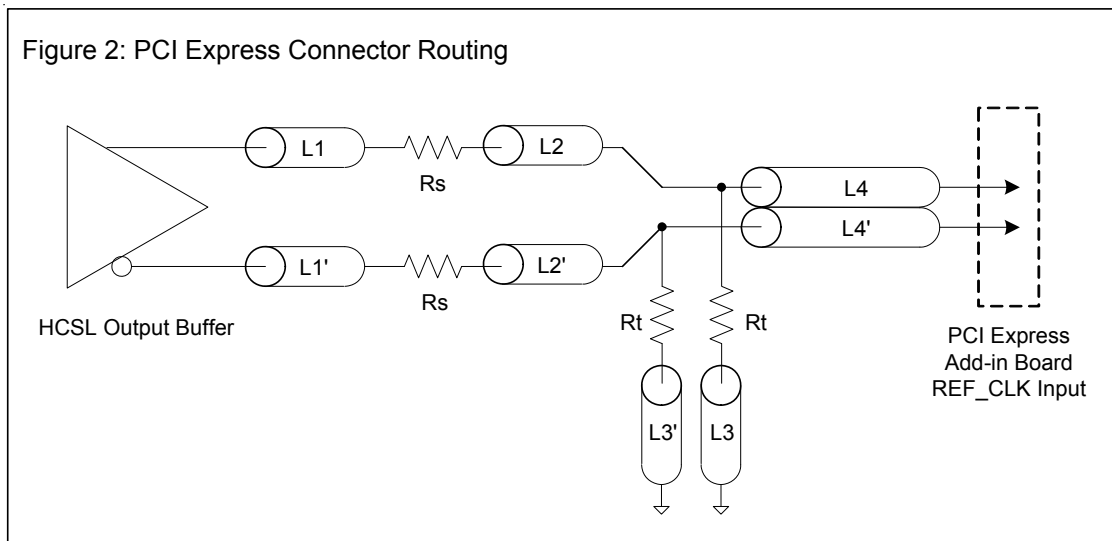 Figure 2: PCI Express Connector Routing
L1
Rs
L2
L4
L4'
L1'
Rs
L2'
HCSL Output Buffer
Rt
Rt
L3'
L3
PCI Express
Add-in Board
REF_CLK Input